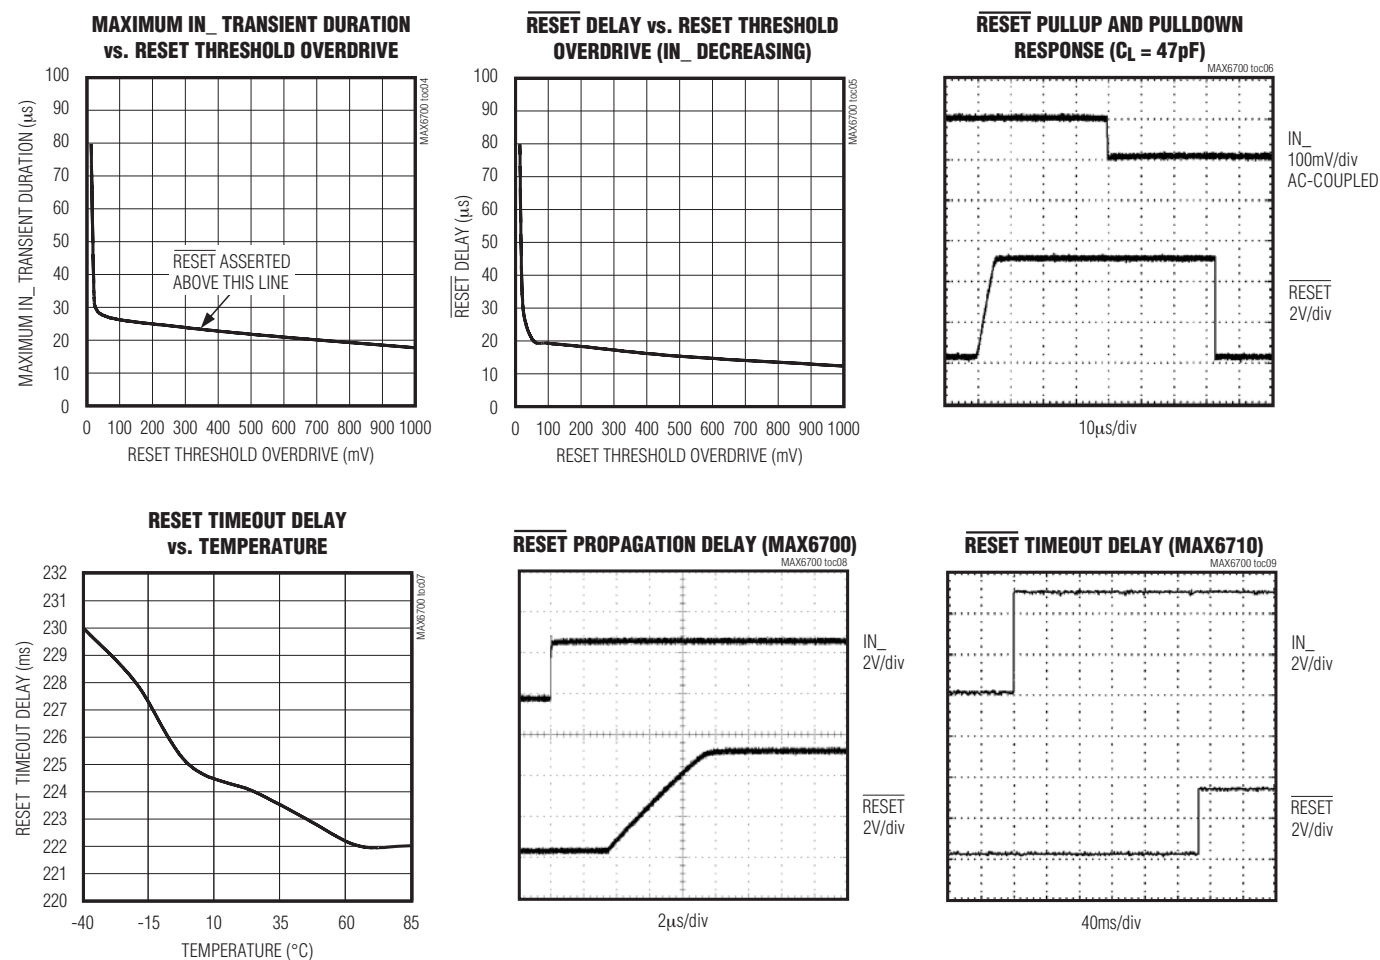 MAXIMUM IN_ TRANSIENT DURATION
vs. RESET THRESHOLD OVERDRIVE
MAX6700 toc04
MAXIMUM IN_ TRANSIENT DURATION (µs)
100
90
80
70
60
50
40
30
20
10
0
RESET ASSERTED
ABOVE THIS LINE
0 100 200 300 400 500 600 700 800 900 1000
RESET THRESHOLD OVERDRIVE (mV)
RESET DELAY vs. RESET THRESHOLD
OVERDRIVE (IN_ DECREASING)
MAX6700 toc05
RESET DELAY (µs)
100
90
80
70
60
50
40
30
20
10
0
0 100 200 300 400 500 600 700 800 900 1000
RESET THRESHOLD OVERDRIVE (mV)
RESET PULLUP AND PULLDOWN
RESPONSE (CL = 47pF)
MAX6700 toc06
IN_
100mV/div
AC-COUPLED
RESET
2V/div
10µs/div
RESET TIMEOUT DELAY
vs. TEMPERATURE
MAX6700 toc07
RESET TIMEOUT DELAY (ms)
232
231
230
229
228
227
226
225
224
223
222
221
220
-40 -15 10 35 60 85
TEMPERATURE (°C)
RESET PROPAGATION DELAY (MAX6700)
MAX6700 toc08
IN_
2V/div
RESET
2V/div
2µs/div
RESET TIMEOUT DELAY (MAX6710)
MAX6700 toc09
IN_
2V/div
RESET
2V/div
40ms/div